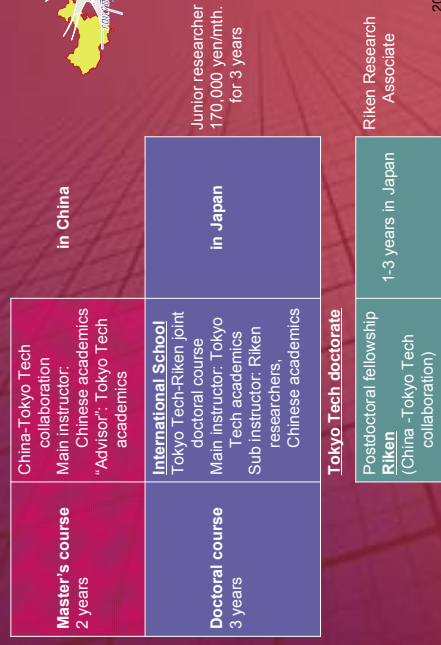 Master's course
2 years
China-Tokyo Tech
collaboration
Main instructor:
Chinese academics
"Advisor": Tokyo Tech
academics
in China
Doctoral course
3 years
International School
Tokyo Tech-Riken joint
doctoral course
Main instructor: Tokyo
Tech academics
Sub instructor: Riken
researchers,
Chinese academics
in Japan
Junior researcher
170,000 yen/mth.
for 3 years
Tokyo Tech doctorate
Postdoctoral fellowship
Riken
(China -Tokyo Tech
collaboration)
1-3 years in Japan
Riken Research
Associate